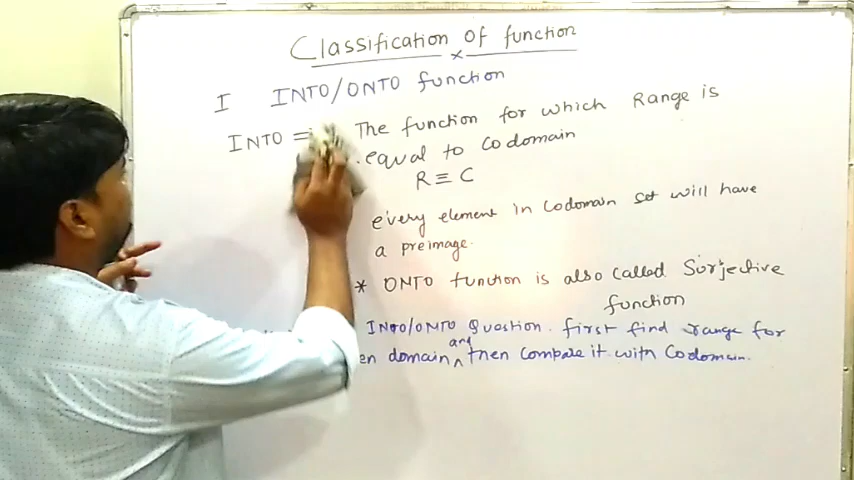 Classification of function
I INTO/ONTO function
INTO = The function for which Range is
equal to Codomain
R ≡ C
every element in Codomain set will have
a preimage.
* ONTO function is also called Surjective
function
INTO/ONTO Question. first find range for
en domain and then compare it with Codomain.